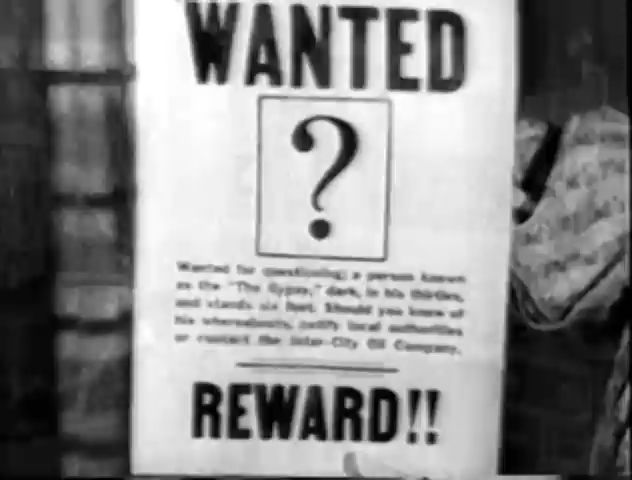 WANTED
?
Wanted for questioning; a person known
as the "The Gypsy," dark, in his thirties,
and stands six feet. Should you know of
his whereabouts, notify local authorities
or contact the Inter-City Oil Company.
REWARD!!